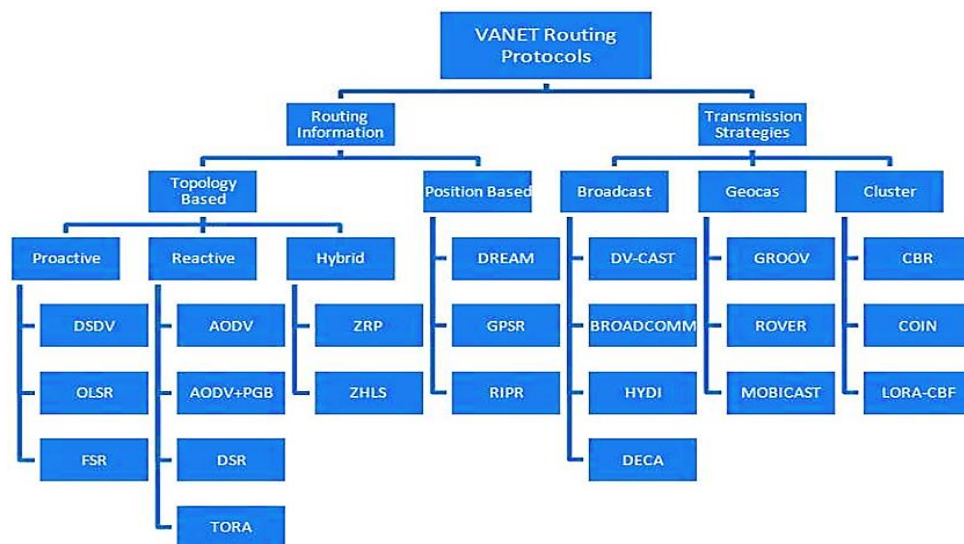 VANET Routing
Protocols
Routing
Information
Transmission
Strategies
Topology
Based
Position Based
Broadcast
Geocas
Cluster
Proactive
Reactive
Hybrid
DREAM
DV-CAST
GROOV
CBR
DSDV
AODV
ZRP
GPSR
BROADCOMM
ROVER
COIN
OLSR
AODV+PGB
ZHLS
RIPR
HYDI
MOBICAST
LORA-CBF
FSR
DSR
DECA
TORA